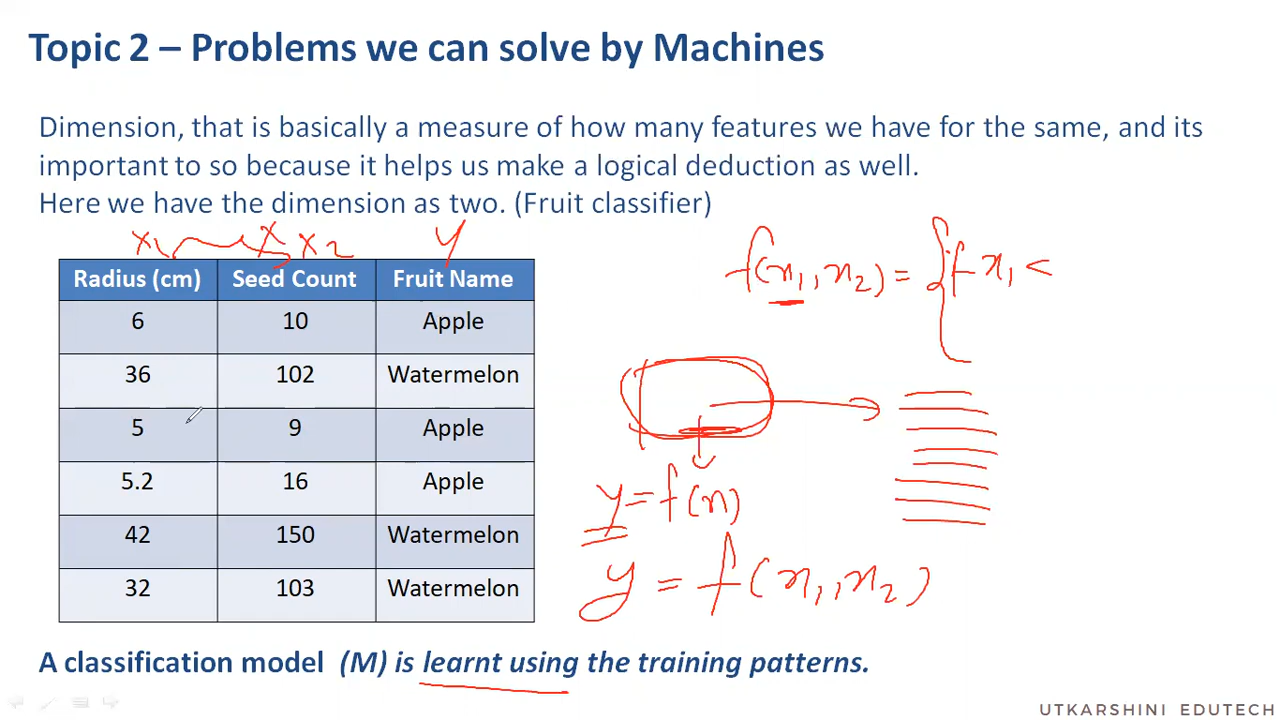 Topic 2 – Problems we can solve by Machines
Dimension, that is basically a measure of how many features we have for the same, and its
important to so because it helps us make a logical deduction as well.
Here we have the dimension as two. (Fruit classifier)
x1 X x2 y
Radius (cm) Seed Count Fruit Name
6 10 Apple
36 102 Watermelon
5 9 Apple
5.2 16 Apple
42 150 Watermelon
32 103 Watermelon
f(x1, x2) = { f x1 <
y = f(x)
y = f(x1, x2)
A classification model (M) is learnt using the training patterns.
UTKARSHINI EDUTECH